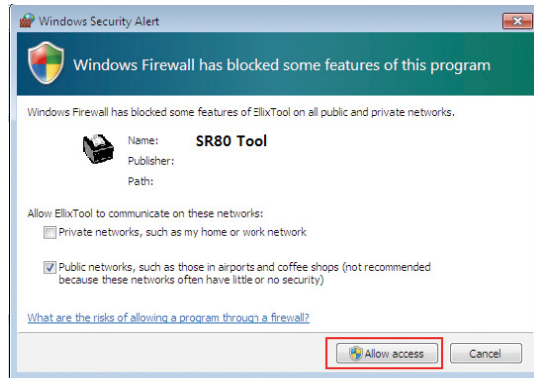 Windows Security Alert
Windows Firewall has blocked some features of this program
Windows Firewall has blocked some features of EllixTool on all public and private networks.
Name: SR80 Tool
Publisher:
Path:
Allow EllixTool to communicate on these networks:
Private networks, such as my home or work network
Public networks, such as those in airports and coffee shops (not recommended
because these networks often have little or no security)
What are the risks of allowing a program through a firewall?
Allow access Cancel